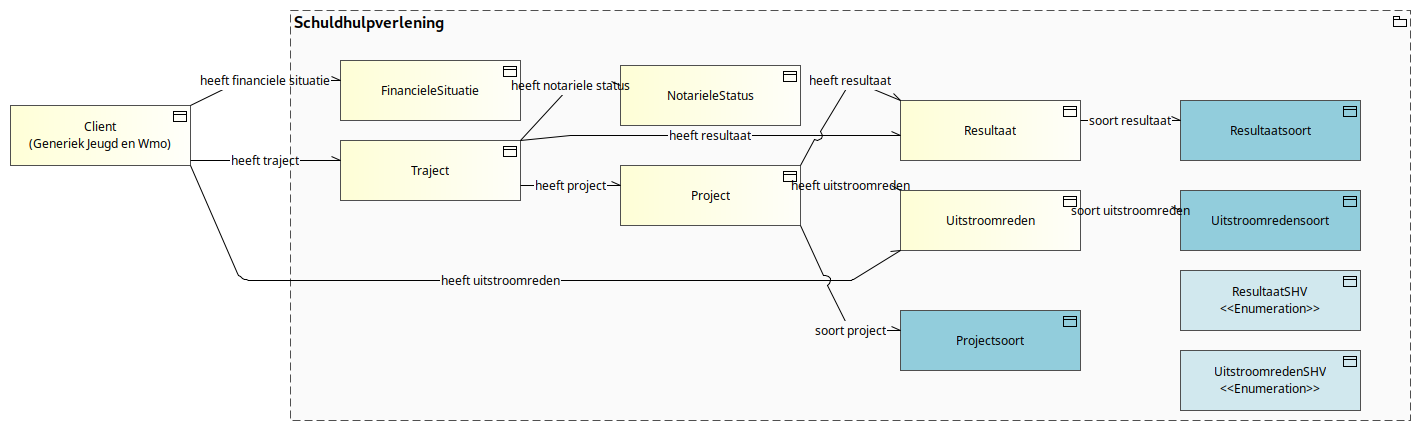 Schuldhulpverlening
heeft financiele situatie
FinancieleSituatie
heeft notariele status
NotarieleStatus
heeft resultaat
Client
(Generiek Jeugd en Wmo)
heeft traject
Traject
heeft resultaat
Resultaat
soort resultaat
Resultaatsoort
heeft project
Project
heeft uitstroomreden
Uitstroomreden
soort uitstroomreden
Uitstroomredensoort
heeft uitstroomreden
ResultaatSHV
<<Enumeration>>
soort project
Projectsoort
UitstroomredenSHV
<<Enumeration>>